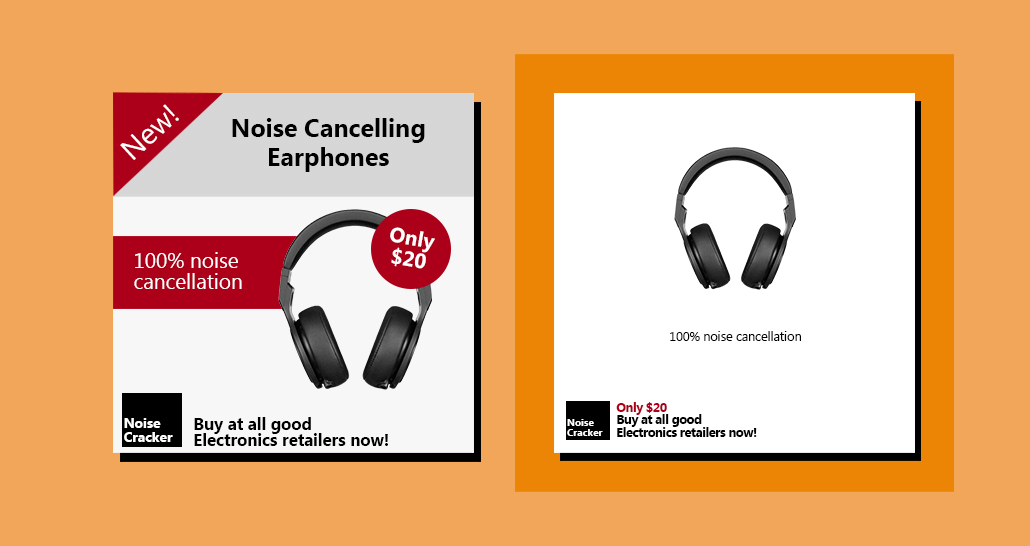 New!
Noise Cancelling
Earphones
Only
$20
100% noise
cancellation
Noise
Cracker
Buy at all good
Electronics retailers now!
100% noise cancellation
Noise
Cracker
Only $20
Buy at all good
Electronics retailers now!